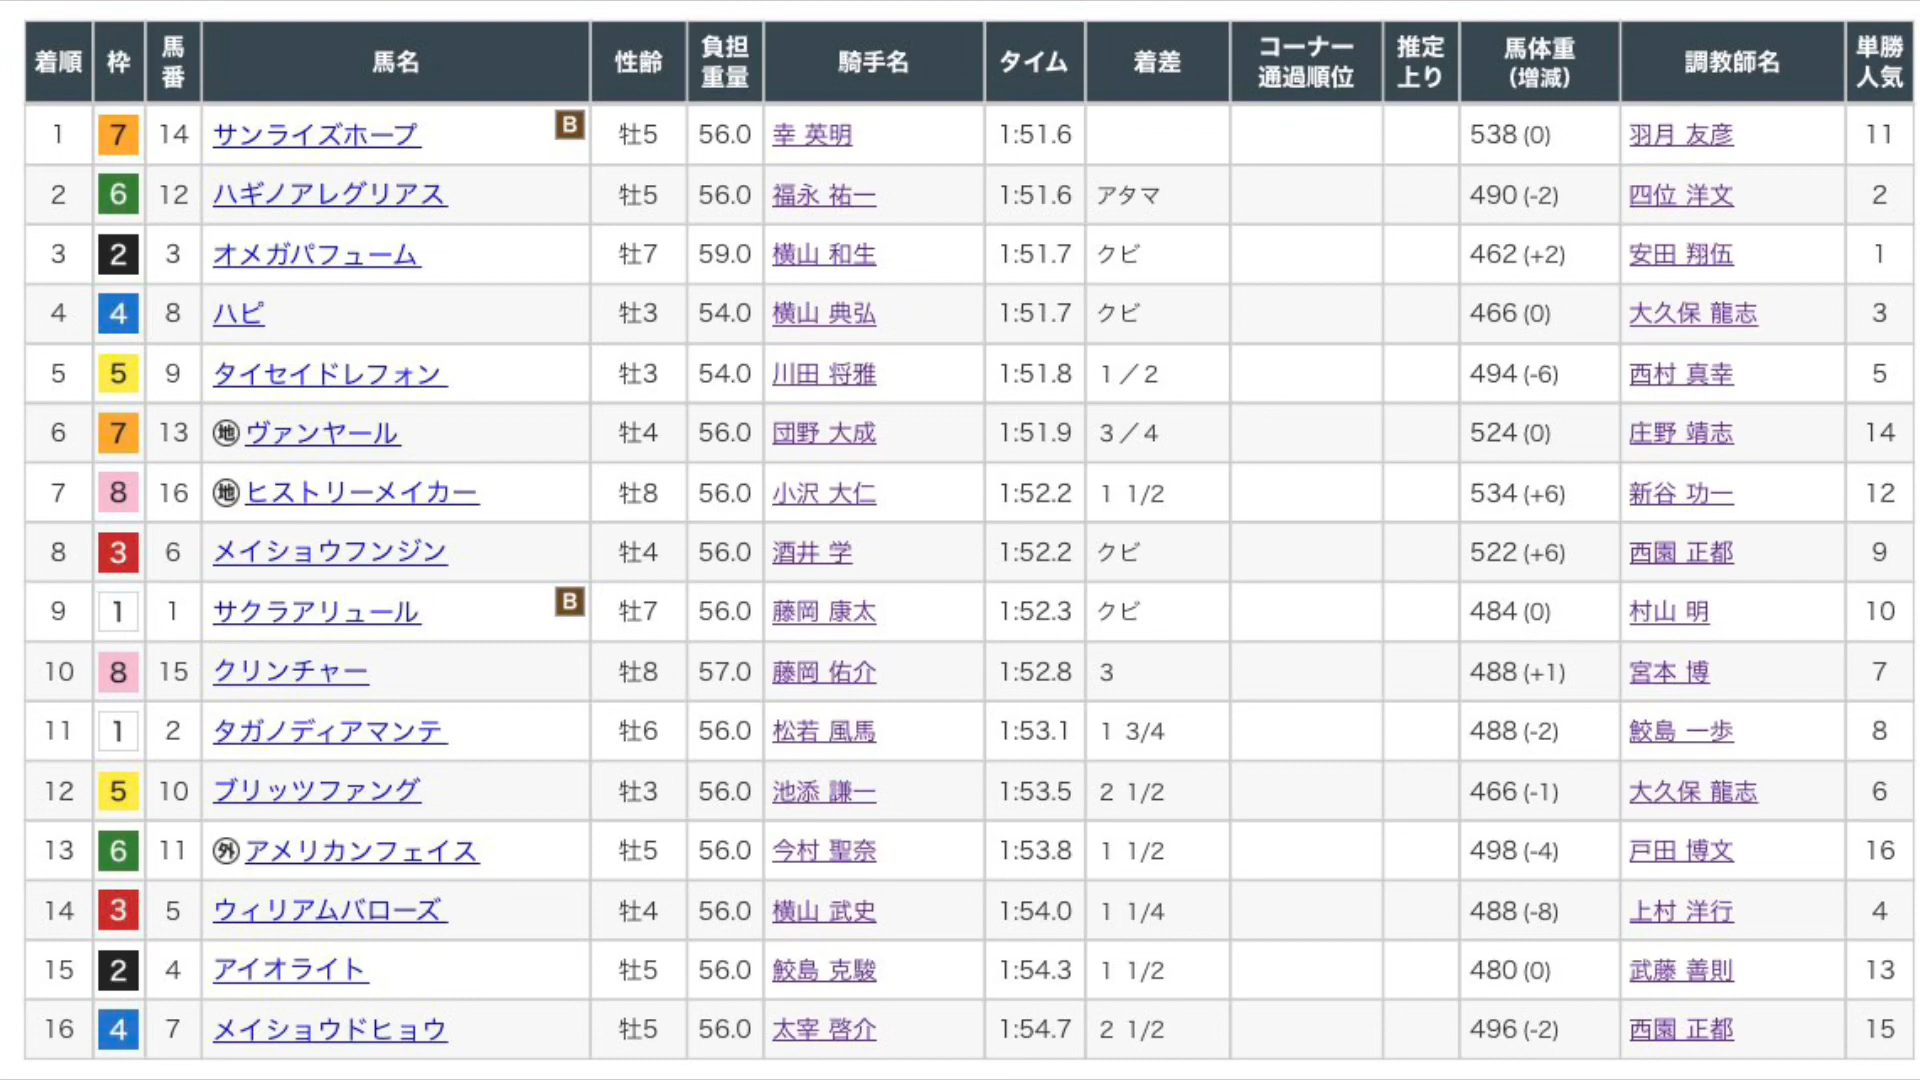 着順 枠 馬番 馬名 性齢 負担重量 騎手名 タイム 着差 コーナー通過順位 推定上り 馬体重(増減) 調教師名 単勝人気
1 7 14 サンライズホープ B 牡5 56.0 幸 英明 1:51.6 538(0) 羽月 友彦 11
2 6 12 ハギノアレグリアス 牡5 56.0 福永 祐一 1:51.6 アタマ 490(-2) 四位 洋文 2
3 2 3 オメガパフューム 牡7 59.0 横山 和生 1:51.7 クビ 462(+2) 安田 翔伍 1
4 4 8 ハピ 牡3 54.0 横山 典弘 1:51.7 クビ 466(0) 大久保 龍志 3
5 5 9 タイセイドレフォン 牡3 54.0 川田 将雅 1:51.8 1/2 494(-6) 西村 真幸 5
6 7 13 地 ヴァンヤール 牡4 56.0 団野 大成 1:51.9 3/4 524(0) 庄野 靖志 14
7 8 16 地 ヒストリーメイカー 牡8 56.0 小沢 大仁 1:52.2 1 1/2 534(+6) 新谷 功一 12
8 3 6 メイショウフンジン 牡4 56.0 酒井 学 1:52.2 クビ 522(+6) 西園 正都 9
9 1 1 サクラアリュール B 牡7 56.0 藤岡 康太 1:52.3 クビ 484(0) 村山 明 10
10 8 15 クリンチャー 牡8 57.0 藤岡 佑介 1:52.8 3 488(+1) 宮本 博 7
11 1 2 タガノディアマンテ 牡6 56.0 松若 風馬 1:53.1 1 3/4 488(-2) 鮫島 一歩 8
12 5 10 ブリッツファング 牡3 56.0 池添 謙一 1:53.5 2 1/2 466(-1) 大久保 龍志 6
13 6 11 外 アメリカンフェイス 牡5 56.0 今村 聖奈 1:53.8 1 1/2 498(-4) 戸田 博文 16
14 3 5 ウィリアムバローズ 牡4 56.0 横山 武史 1:54.0 1 1/4 488(-8) 上村 洋行 4
15 2 4 アイオライト 牡5 56.0 鮫島 克駿 1:54.3 1 1/2 480(0) 武藤 善則 13
16 4 7 メイショウドヒョウ 牡5 56.0 太宰 啓介 1:54.7 2 1/2 496(-2) 西園 正都 15